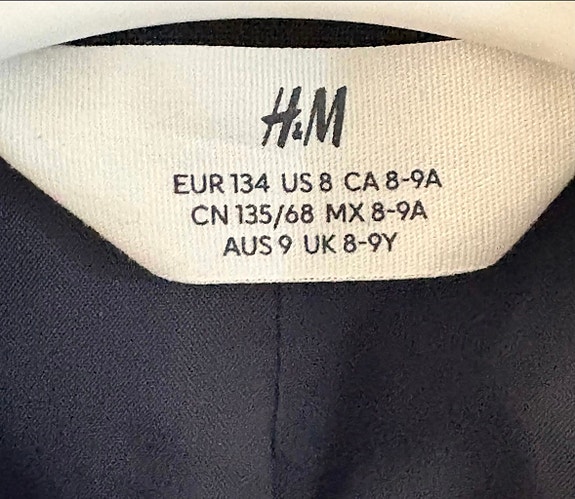 H&M
EUR 134 US 8 CA 8-9A
CN 135/68 MX 8-9A
AUS 9 UK 8-9Y